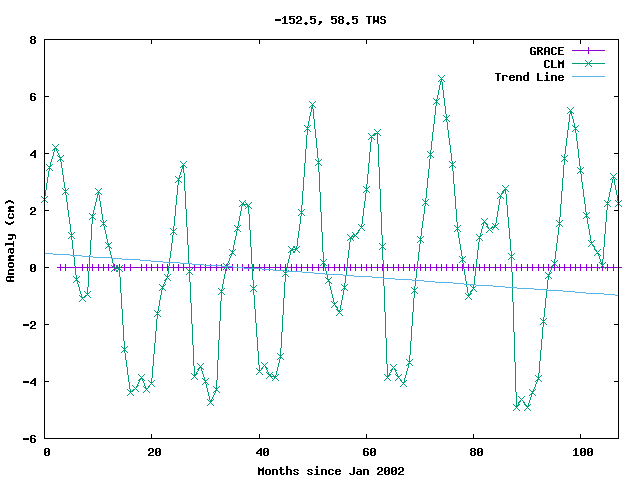 -152.5, 58.5 TWS
GRACE
CLM
Trend Line
8
6
4
2
0
-2
-4
-6
Anomaly (cm)
0 20 40 60 80 100
Months since Jan 2002